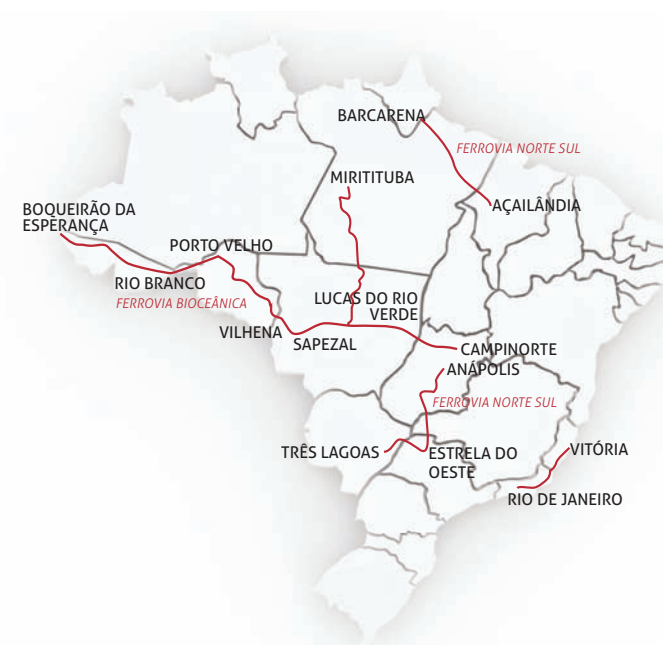 BARCARENA
FERROVIA NORTE SUL
MIRITITUBA
AÇAILÂNDIA
BOQUEIRÃO DA
ESPERANÇA
PORTO VELHO
RIO BRANCO
FERROVIA BIOCEÂNICA
LUCAS DO RIO
VERDE
VILHENA
SAPEZAL
CAMPINORTE
ANÁPOLIS
FERROVIA NORTE SUL
TRÊS LAGOAS
ESTRELA DO
OESTE
VITÓRIA
RIO DE JANEIRO